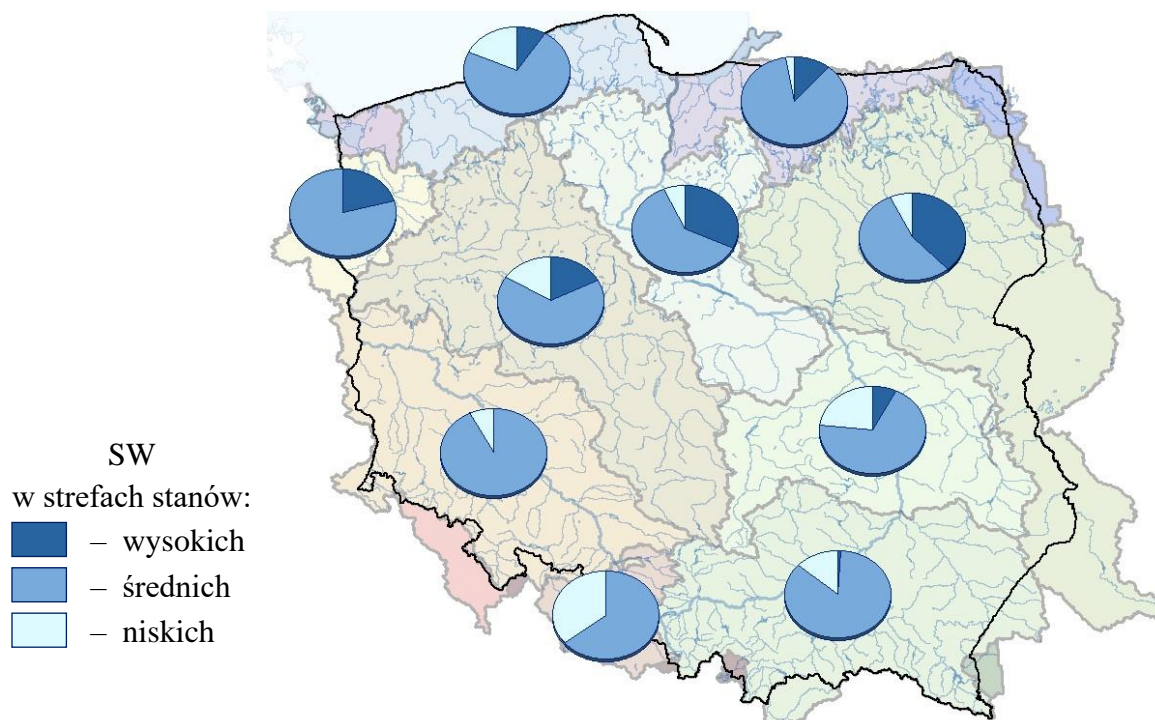 SW
w strefach stanów:
– wysokich
– średnich
– niskich